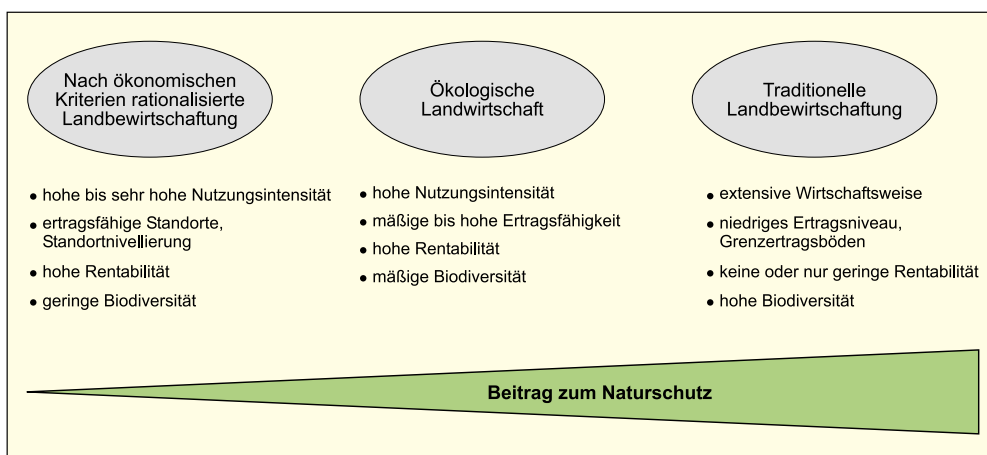 Nach ökonomischen
Kriterien rationalisierte
Landbewirtschaftung
• hohe bis sehr hohe Nutzungsintensität
• ertragsfähige Standorte,
Standortnivellierung
• hohe Rentabilität
• geringe Biodiversität
Ökologische
Landwirtschaft
• hohe Nutzungsintensität
• mäßige bis hohe Ertragsfähigkeit
• hohe Rentabilität
• mäßige Biodiversität
Traditionelle
Landbewirtschaftung
• extensive Wirtschaftsweise
• niedriges Ertragsniveau,
Grenzertragsböden
• keine oder nur geringe Rentabilität
• hohe Biodiversität
Beitrag zum Naturschutz